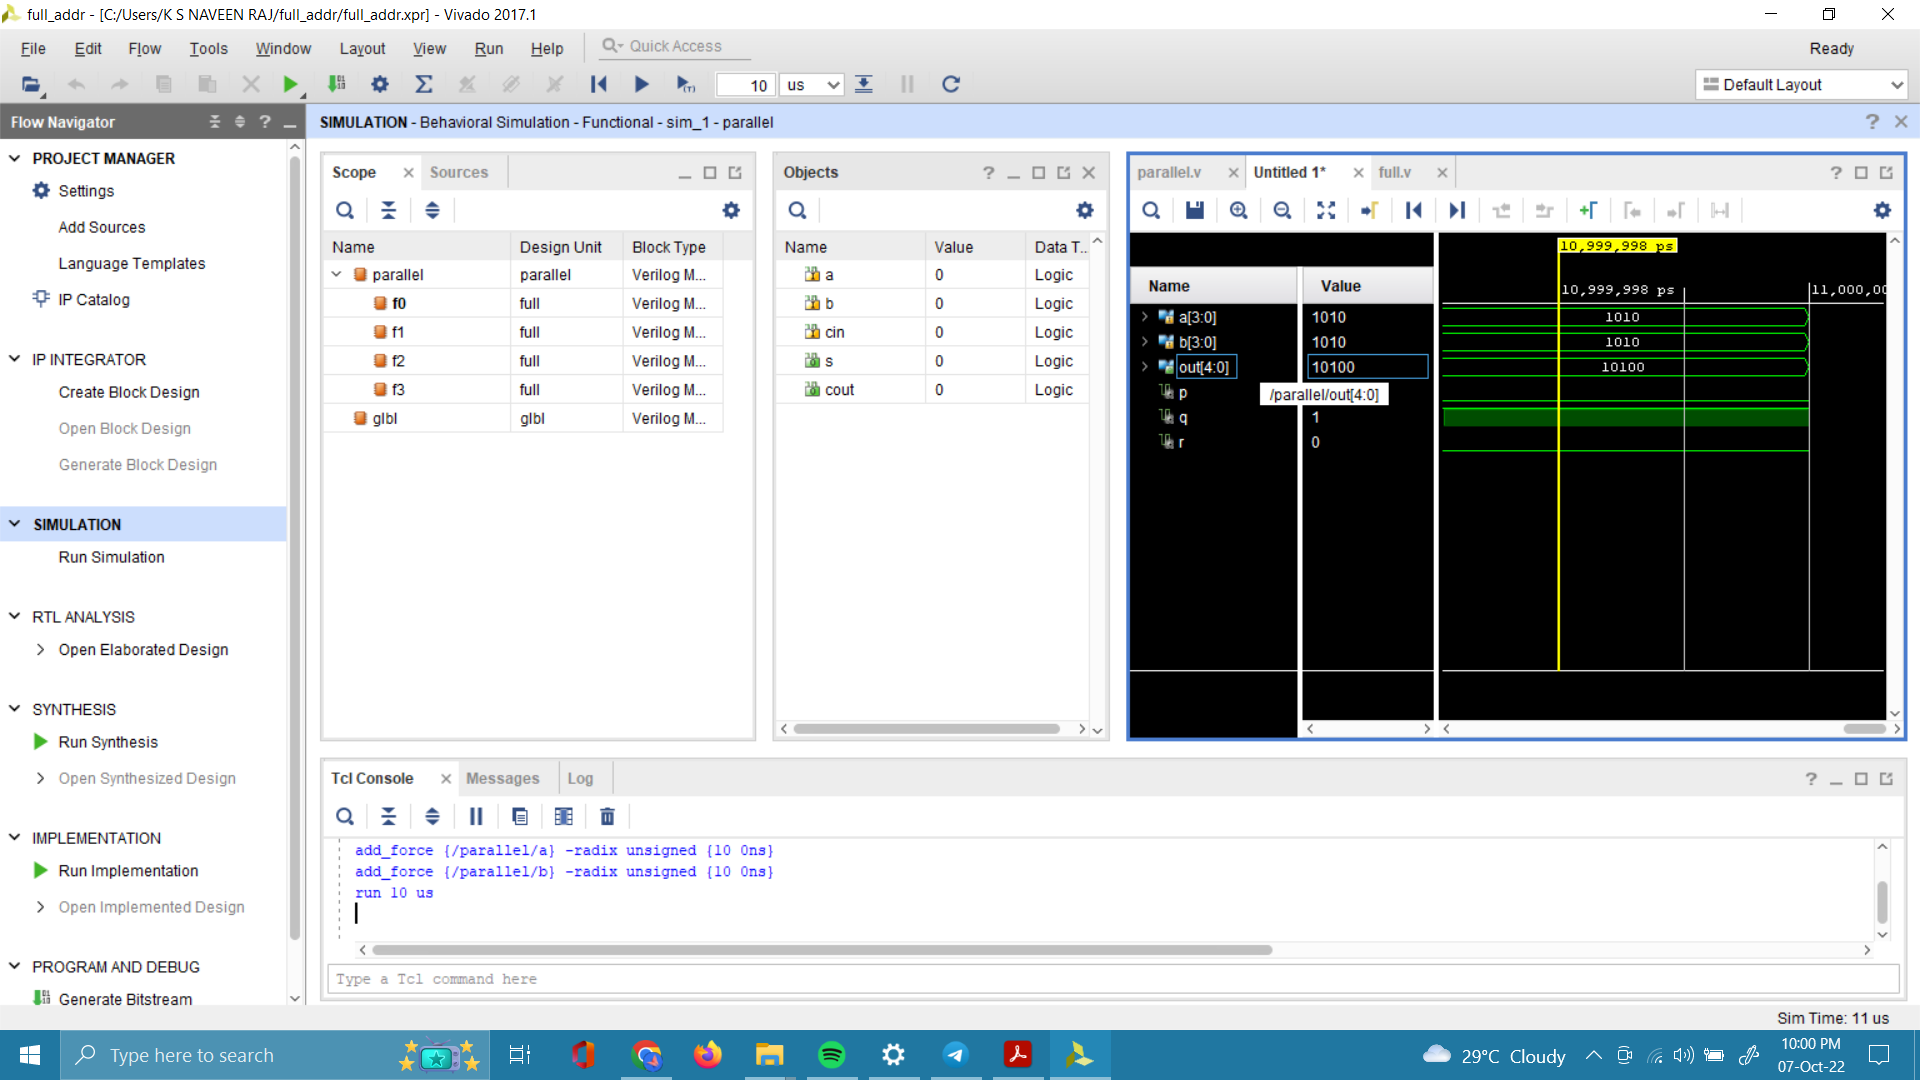 full_addr - [C:/Users/K S NAVEEN RAJ/full_addr/full_addr.xpr] - Vivado 2017.1
File Edit Flow Tools Window Layout View Run Help Quick Access Ready
10 us Default Layout
Flow Navigator
PROJECT MANAGER
Settings
Add Sources
Language Templates
IP Catalog
IP INTEGRATOR
Create Block Design
Open Block Design
Generate Block Design
SIMULATION
Run Simulation
RTL ANALYSIS
Open Elaborated Design
SYNTHESIS
Run Synthesis
Open Synthesized Design
IMPLEMENTATION
Run Implementation
Open Implemented Design
PROGRAM AND DEBUG
Generate Bitstream
SIMULATION - Behavioral Simulation - Functional - sim_1 - parallel
Scope Sources
Name Design Unit Block Type
parallel parallel Verilog M...
f0 full Verilog M...
f1 full Verilog M...
f2 full Verilog M...
f3 full Verilog M...
glbl glbl Verilog M...
Objects
Name Value Data T...
a 0 Logic
b 0 Logic
cin 0 Logic
s 0 Logic
cout 0 Logic
parallel.v Untitled 1* full.v
10,999,998 ps
Name Value 10,999,998 ps 11,000,00
a[3:0] 1010 1010
b[3:0] 1010 1010
out[4:0] 10100 10100
p /parallel/out[4:0]
q 1
r 0
Tcl Console Messages Log
add_force {/parallel/a} -radix unsigned {10 0ns}
add_force {/parallel/b} -radix unsigned {10 0ns}
run 10 us
Type a Tcl command here
Sim Time: 11 us
Type here to search
29°C Cloudy
10:00 PM
07-Oct-22